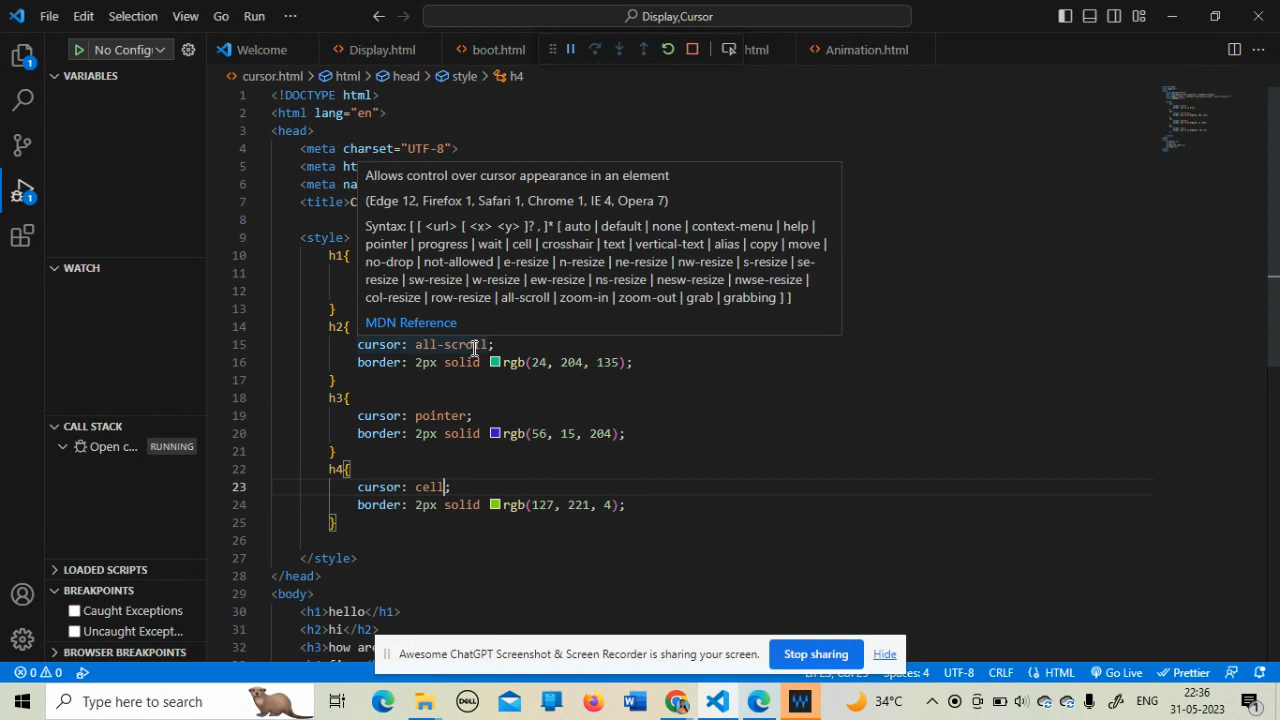 File Edit Selection View Go Run ··· Display,Cursor
No Config
Welcome Display.html boot.html html Animation.html
VARIABLES
cursor.html > html > head > style > h4
1 <!DOCTYPE html>
2 <html lang="en">
3 <head>
4 <meta charset="UTF-8">
5 <meta ht
6 <meta na
7 <title>C
8
9 <style>
10 h1{
11
12
13 }
14 h2{
Allows control over cursor appearance in an element
(Edge 12, Firefox 1, Safari 1, Chrome 1, IE 4, Opera 7)
Syntax: [ [ <url> [ <x> <y> ]? , ]* [ auto | default | none | context-menu | help |
pointer | progress | wait | cell | crosshair | text | vertical-text | alias | copy | move |
no-drop | not-allowed | e-resize | n-resize | ne-resize | nw-resize | s-resize | se-
resize | sw-resize | w-resize | ew-resize | ns-resize | nesw-resize | nwse-resize |
col-resize | row-resize | all-scroll | zoom-in | zoom-out | grab | grabbing ] ]
MDN Reference
15 cursor: all-scroll;
16 border: 2px solid rgb(24, 204, 135);
17 }
18 h3{
19 cursor: pointer;
20 border: 2px solid rgb(56, 15, 204);
21 }
22 h4{
23 cursor: cell;
24 border: 2px solid rgb(127, 221, 4);
25 }
26
27 </style>
28 </head>
29 <body>
30 <h1>hello</h1>
31 <h2>hi</h2>
32 <h3>how are
WATCH
CALL STACK
Open c... RUNNING
LOADED SCRIPTS
BREAKPOINTS
Caught Exceptions
Uncaught Except...
BROWSER BREAKPOINTS
1
1
Awesome ChatGPT Screenshot & Screen Recorder is sharing your screen. Stop sharing Hide
0 0 Spaces: 4 UTF-8 CRLF HTML Go Live Prettier
Type here to search
34°C ENG 22:36
31-05-2023
1